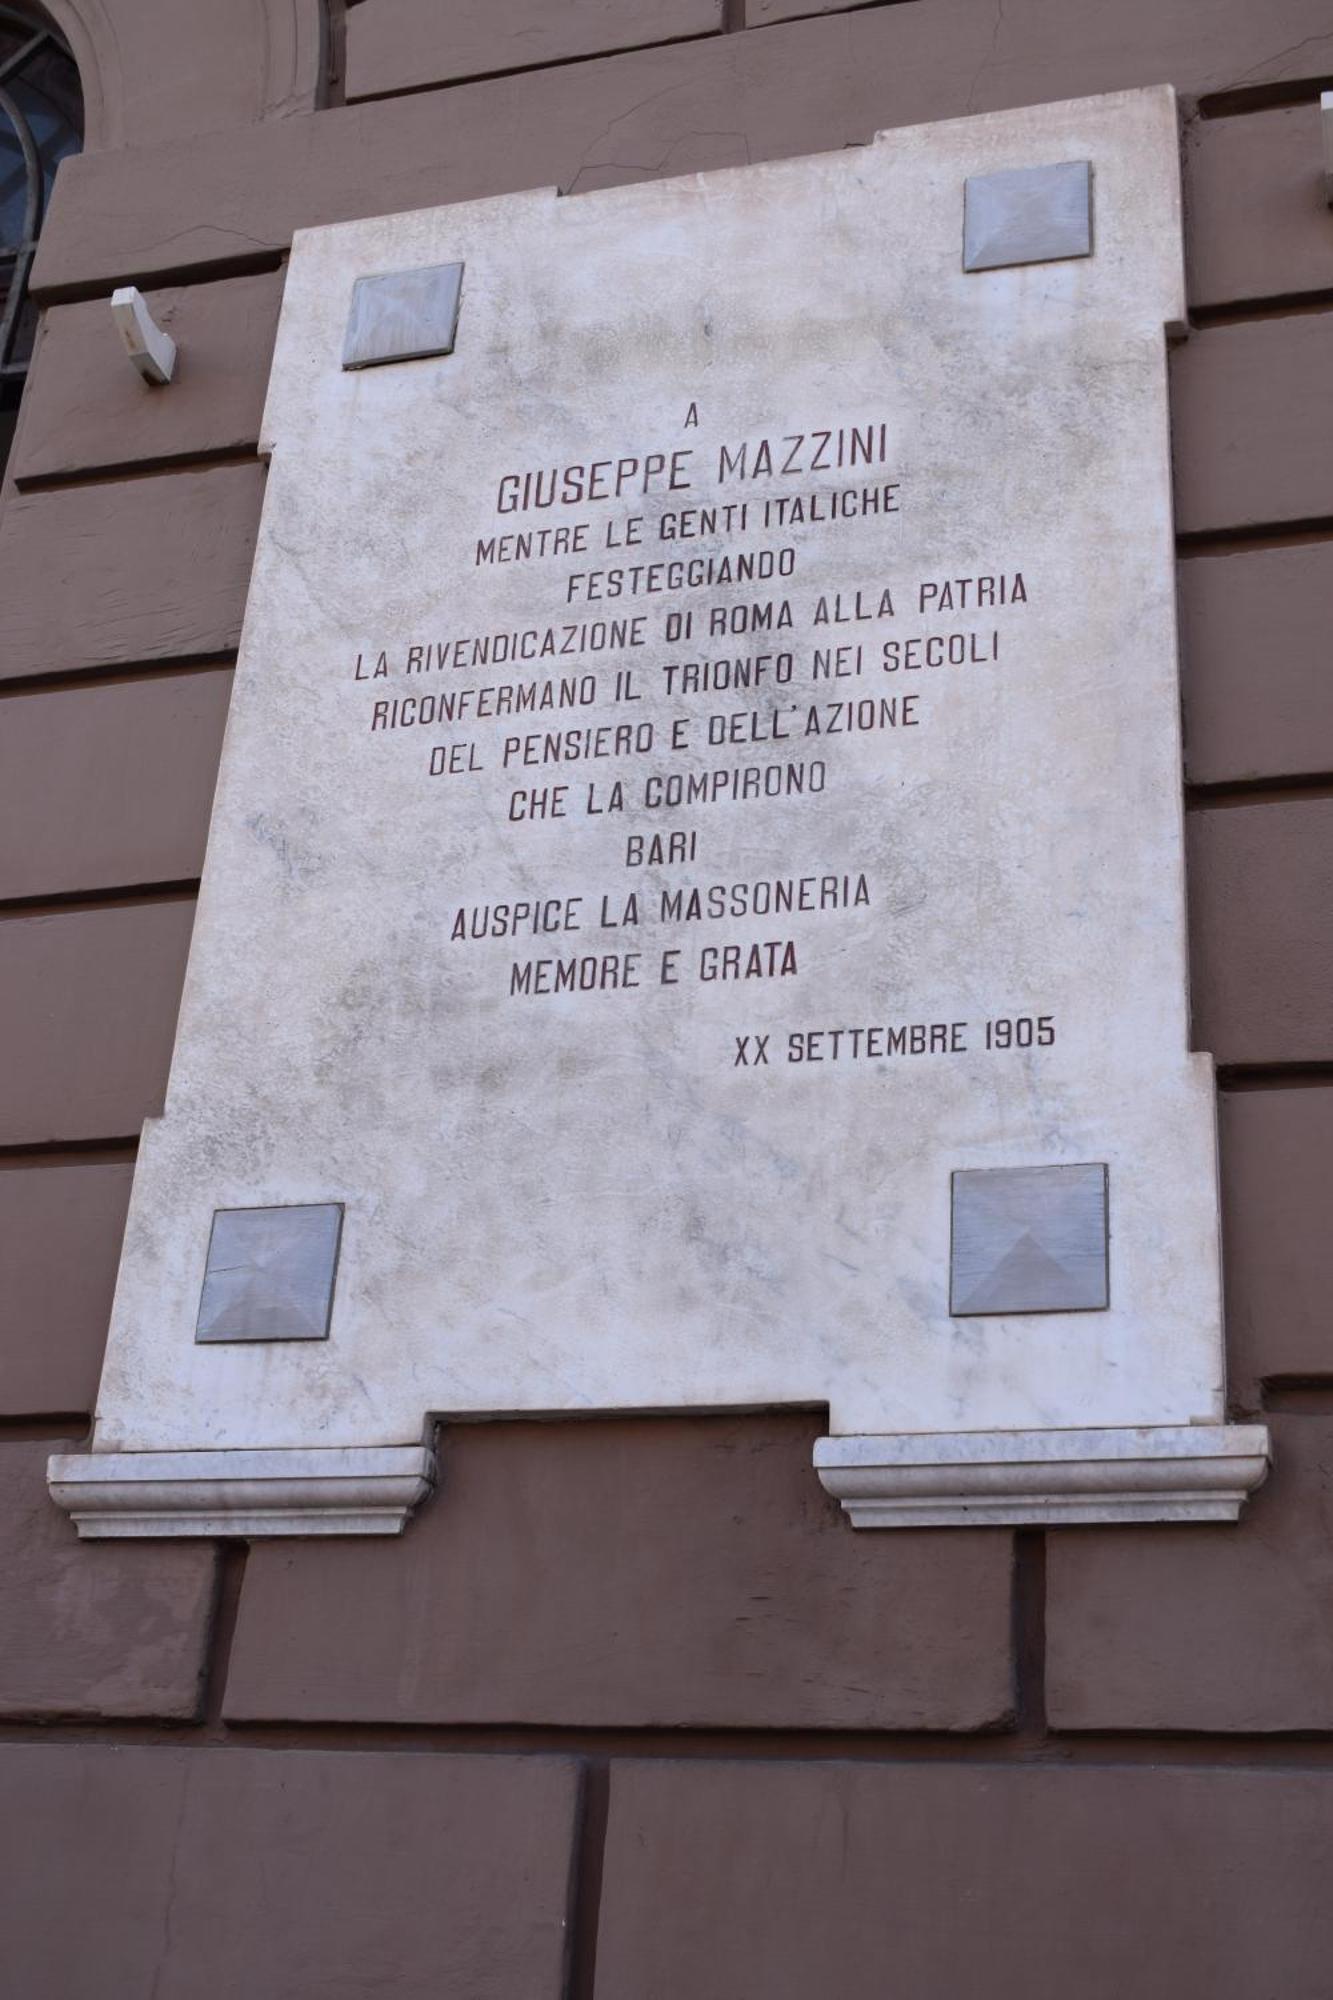 A
GIUSEPPE MAZZINI
MENTRE LE GENTI ITALICHE
FESTEGGIANDO
LA RIVENDICAZIONE DI ROMA ALLA PATRIA
RICONFERMANO IL TRIONFO NEI SECOLI
DEL PENSIERO E DELL'AZIONE
CHE LA COMPIRONO
BARI
AUSPICE LA MASSONERIA
MEMORE E GRATA
XX SETTEMBRE 1905